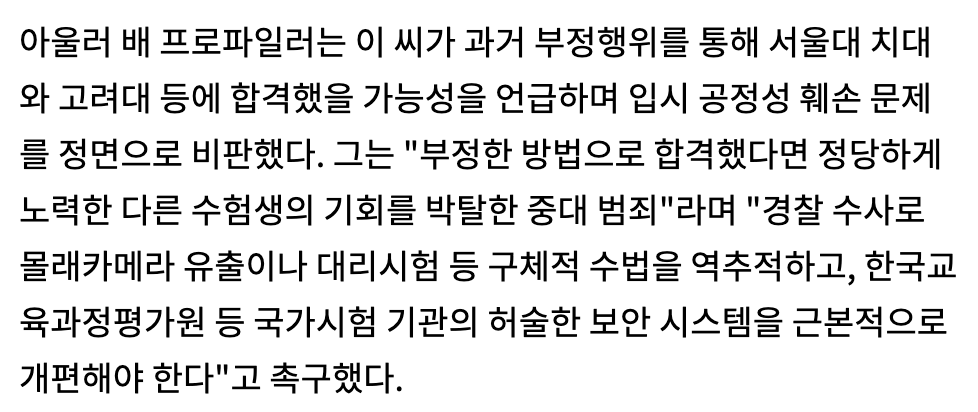 아울러 배 프로파일러는 이 씨가 과거 부정행위를 통해 서울대 치대
와 고려대 등에 합격했을 가능성을 언급하며 입시 공정성 훼손 문제
를 정면으로 비판했다. 그는 "부정한 방법으로 합격했다면 정당하게
노력한 다른 수험생의 기회를 박탈한 중대 범죄"라며 "경찰 수사로
몰래카메라 유출이나 대리시험 등 구체적 수법을 역추적하고, 한국교
육과정평가원 등 국가시험 기관의 허술한 보안 시스템을 근본적으로
개편해야 한다"고 촉구했다.